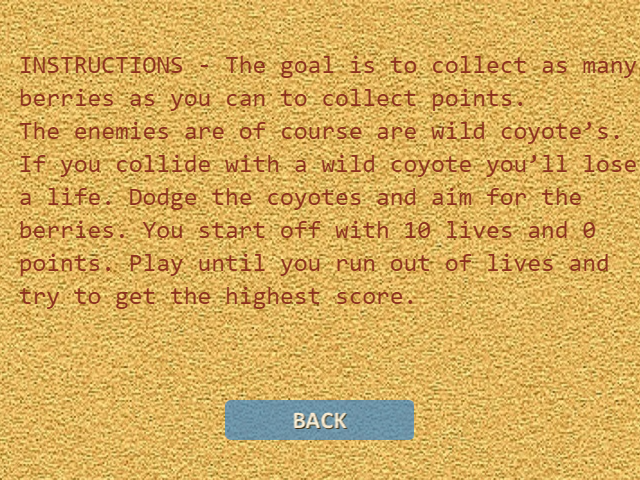 INSTRUCTIONS - The goal is to collect as many
berries as you can to collect points.
The enemies are of course are wild coyote’s.
If you collide with a wild coyote you’ll lose
a life. Dodge the coyotes and aim for the
berries. You start off with 10 lives and 0
points. Play until you run out of lives and
try to get the highest score.
BACK